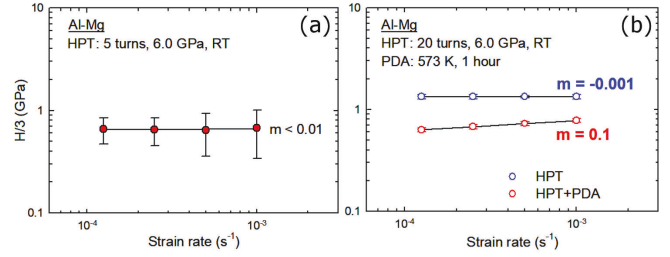 Al-Mg
HPT: 5 turns, 6.0 GPa, RT
(a)
10
1
0.1
H/3 (GPa)
m < 0.01
10⁻⁴
10⁻³
Strain rate (s⁻¹)
Al-Mg
HPT: 20 turns, 6.0 GPa, RT
PDA: 573 K, 1 hour
(b)
10
1
0.1
m = -0.001
m = 0.1
HPT
HPT+PDA
10⁻⁴
10⁻³
Strain rate (s⁻¹)